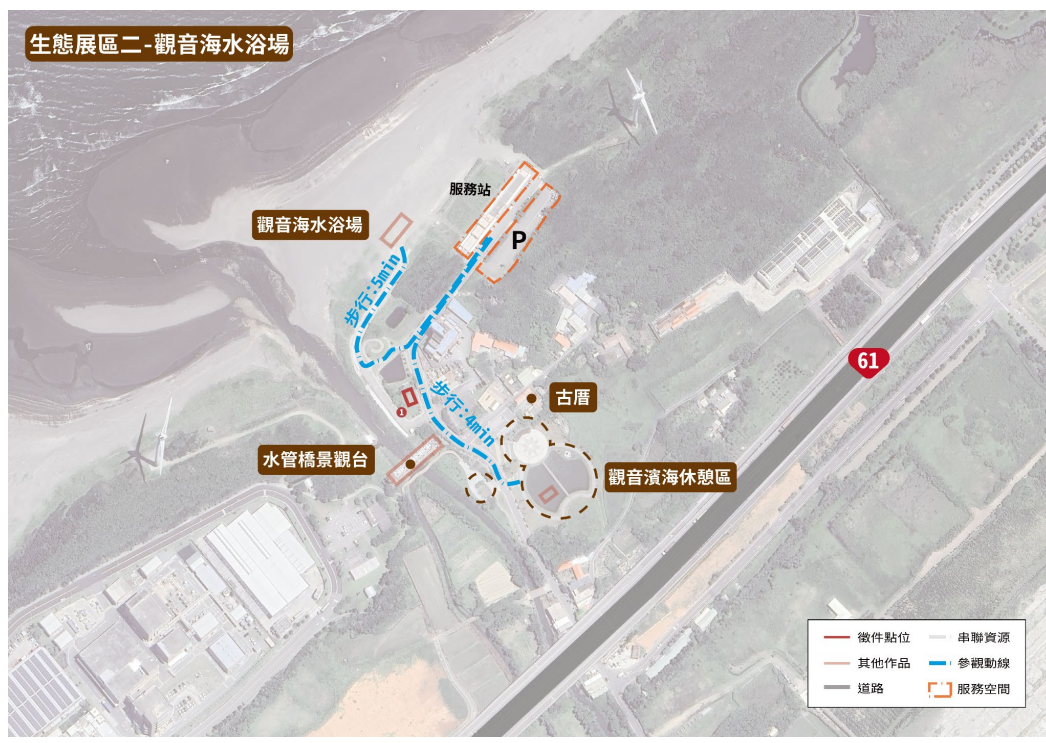 生態展區二-觀音海水浴場
服務站
觀音海水浴場
P
步行:5min
61
步行:4min
古厝
1
水管橋景觀台
觀音濱海休憩區
徵件點位
串聯資源
其他作品
參觀動線
道路
服務空間